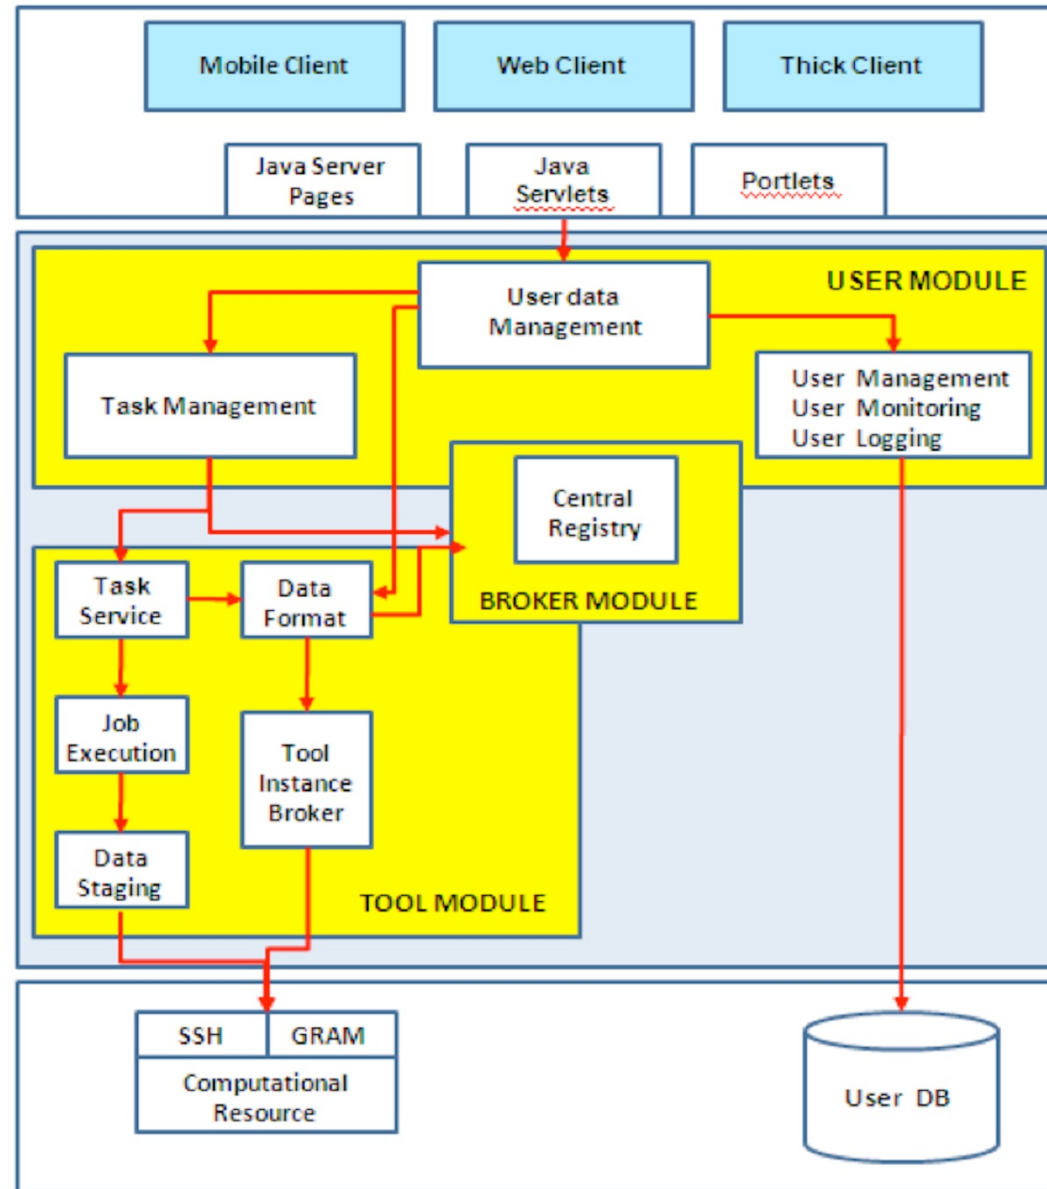 Mobile Client
Web Client
Thick Client
Java Server
Pages
Java
Servlets
Portlets
USER MODULE
User data
Management
Task Management
User Management
User Monitoring
User Logging
Central
Registry
BROKER MODULE
Task
Service
Data
Format
Job
Execution
Tool
Instance
Broker
Data
Staging
TOOL MODULE
SSH
GRAM
Computational
Resource
User DB